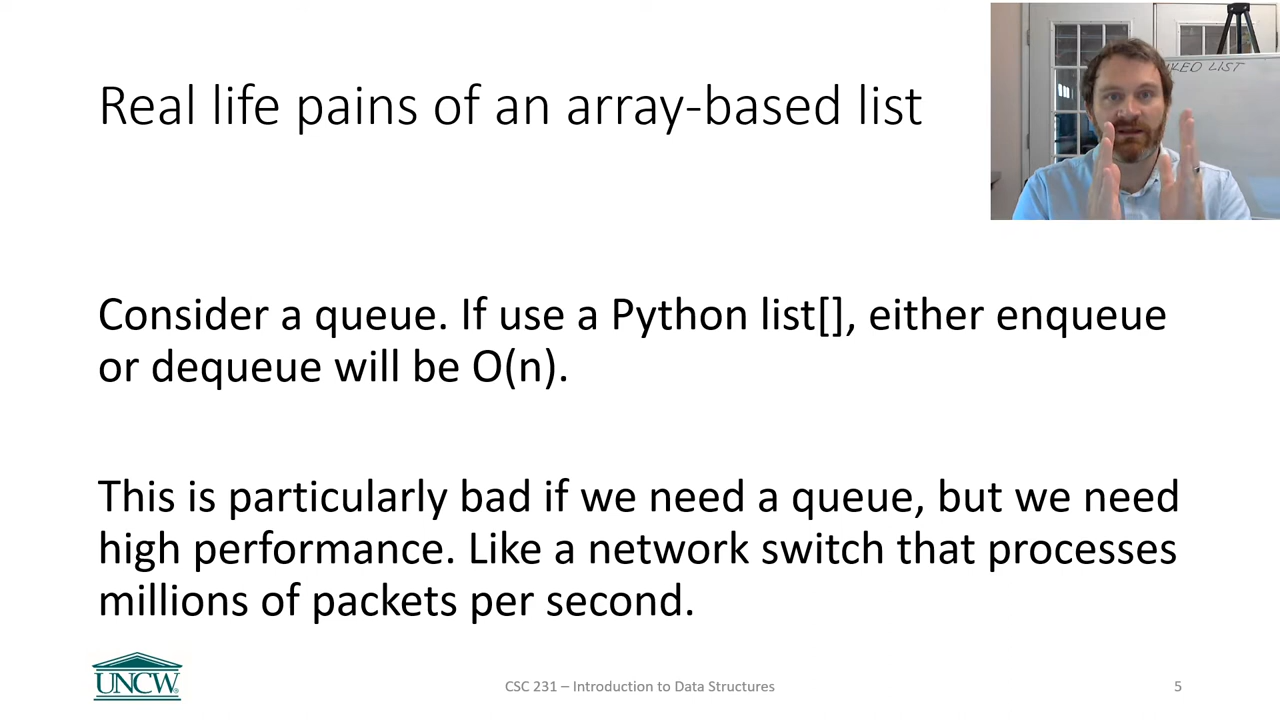 Real life pains of an array-based list
LIST
Consider a queue. If use a Python list[], either enqueue
or dequeue will be O(n).
This is particularly bad if we need a queue, but we need
high performance. Like a network switch that processes
millions of packets per second.
UNCW
CSC 231 – Introduction to Data Structures
5